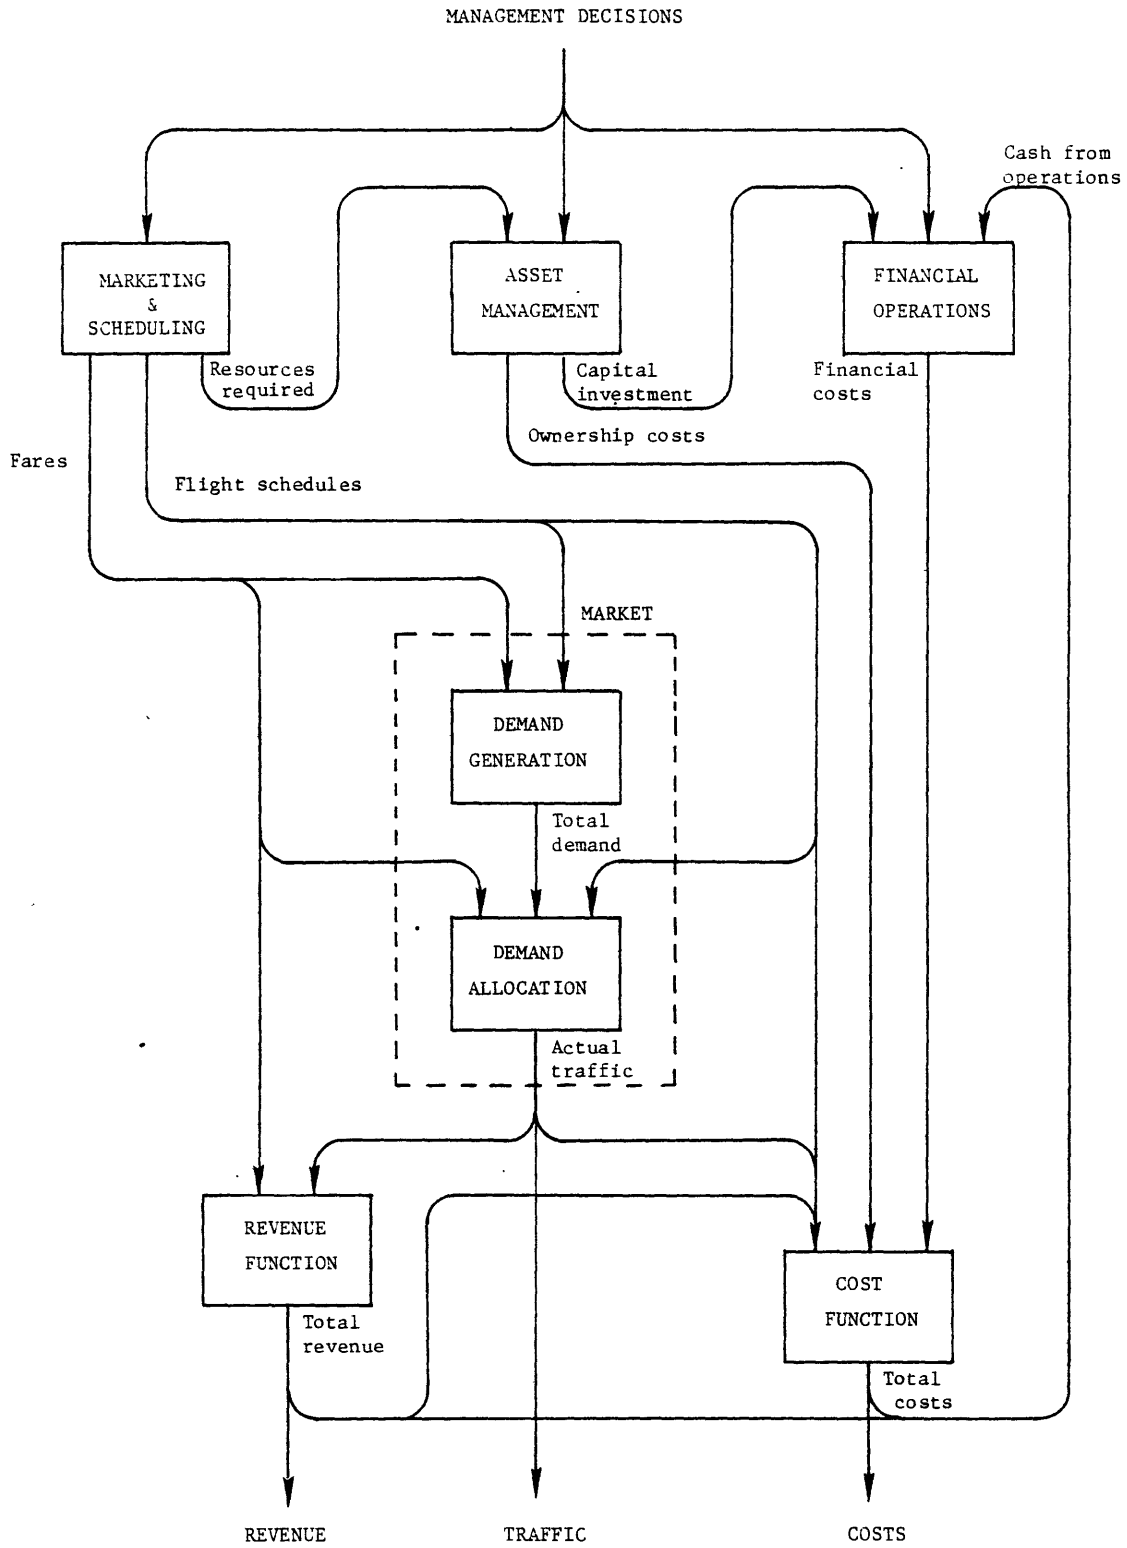 MANAGEMENT DECISIONS
Cash from
operations
MARKETING
&
SCHEDULING
ASSET
MANAGEMENT
FINANCIAL
OPERATIONS
Resources
required
Capital
investment
Financial
costs
Ownership costs
Fares
Flight schedules
MARKET
DEMAND
GENERATION
Total
demand
DEMAND
ALLOCATION
Actual
traffic
REVENUE
FUNCTION
COST
FUNCTION
Total
revenue
Total
costs
REVENUE
TRAFFIC
COSTS